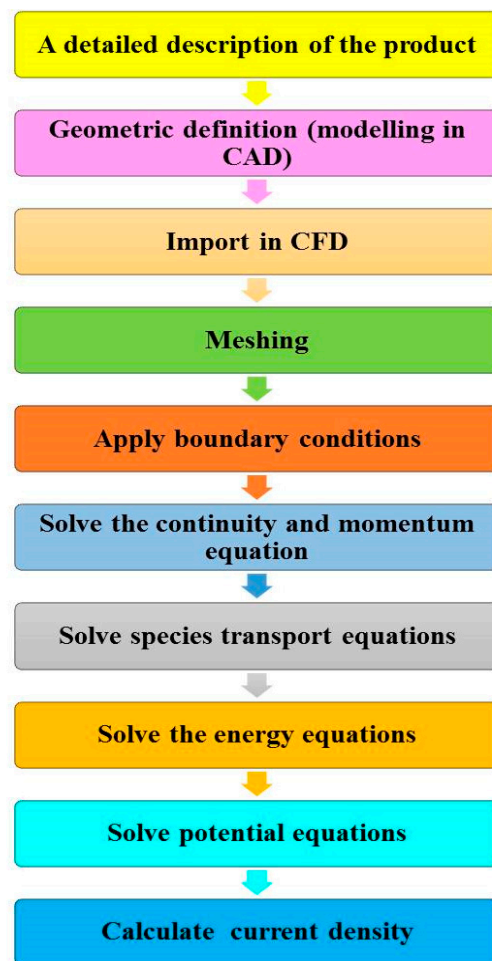 A detailed description of the product
Geometric definition (modelling in
CAD)
Import in CFD
Meshing
Apply boundary conditions
Solve the continuity and momentum
equation
Solve species transport equations
Solve the energy equations
Solve potential equations
Calculate current density